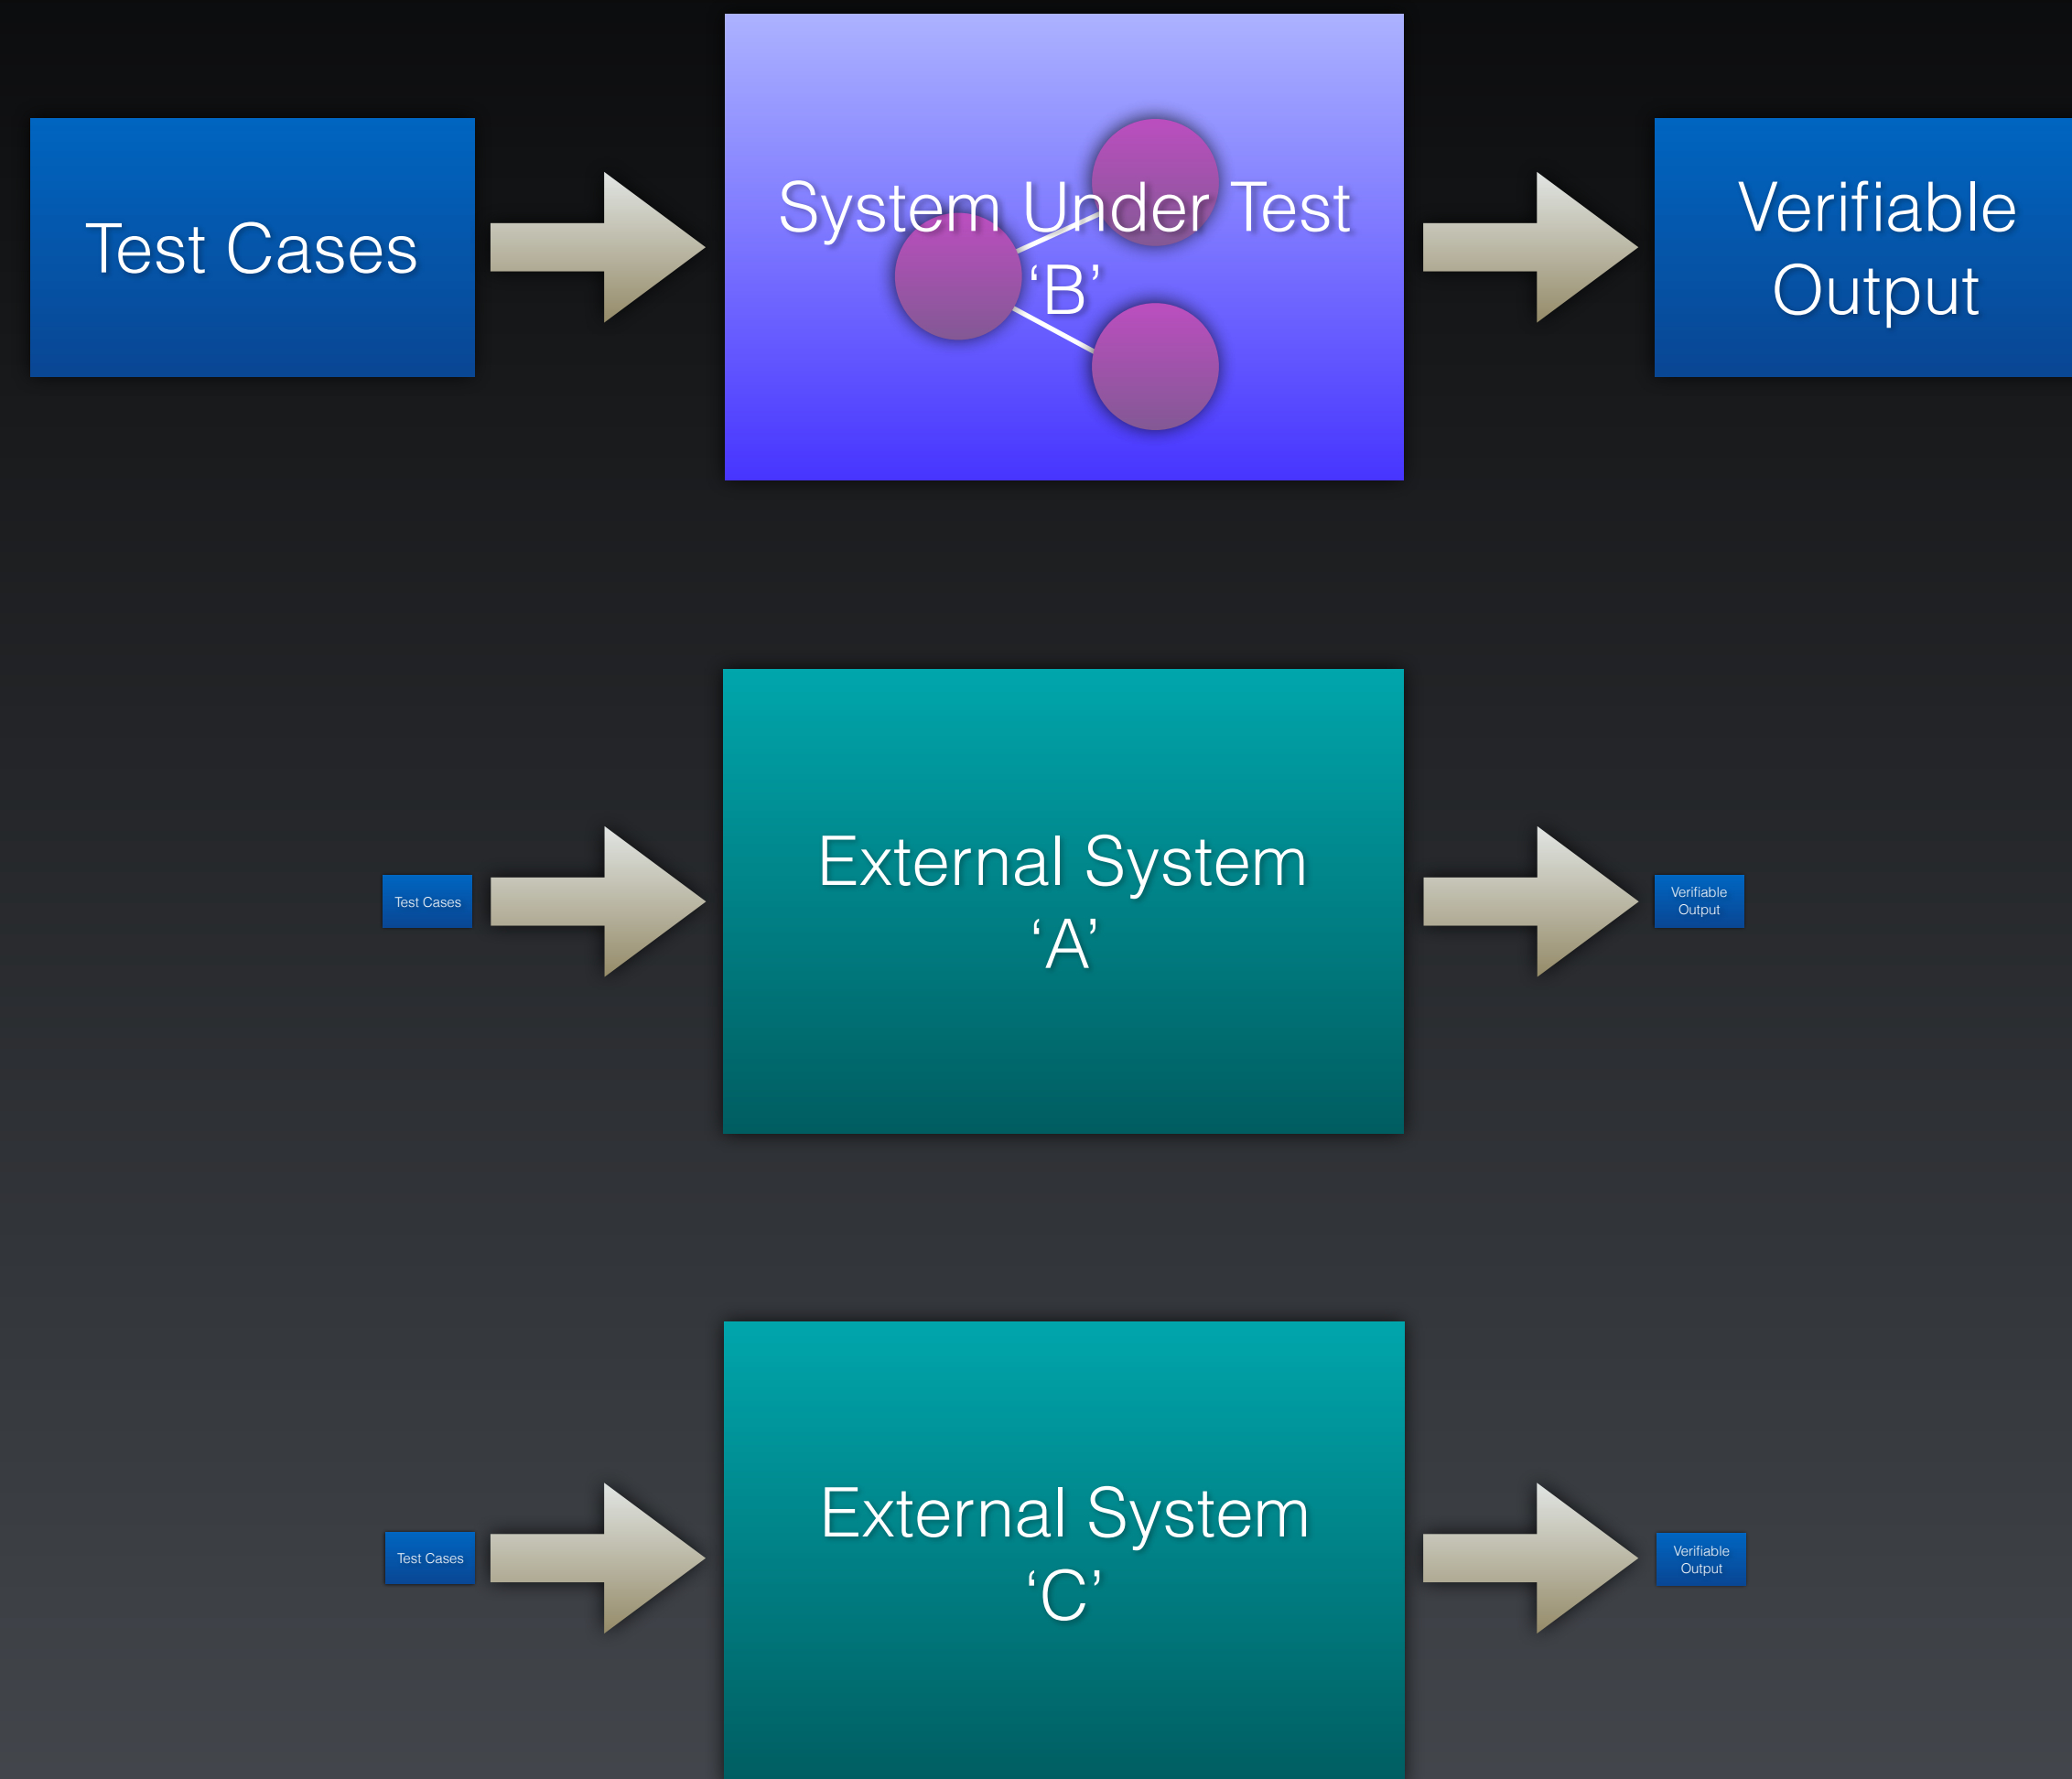 Test Cases
System Under Test
‘B’
Verifiable
Output
Test Cases
External System
‘A’
Verifiable
Output
Test Cases
External System
‘C’
Verifiable
Output